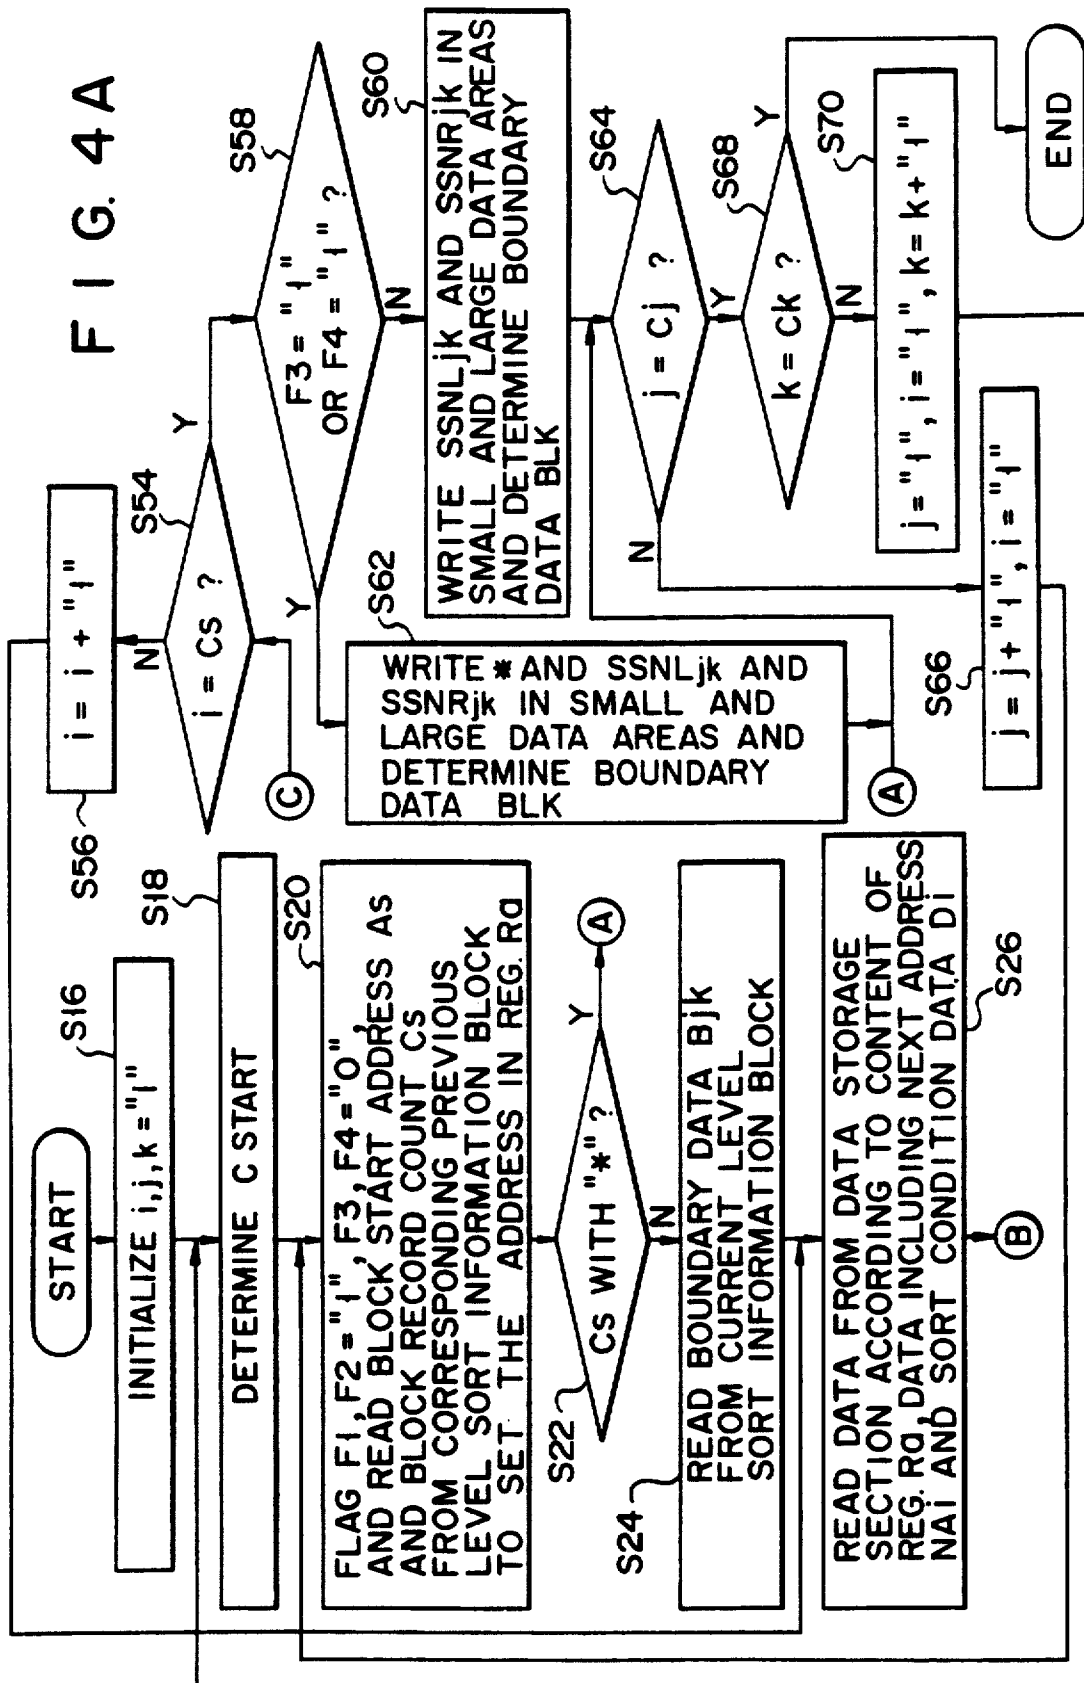 FIG. 4A
START
S16
INITIALIZE i,j,k ="1"
S18
DETERMINE C START
S20
FLAG F1, F2="1", F3, F4="0",
AND READ BLOCK START ADDRESS As
AND BLOCK RECORD COUNT Cs
FROM CORRESPONDING PREVIOUS
LEVEL SORT INFORMATION BLOCK
TO SET THE ADDRESS IN REG. Ra
S22
Cs WITH "*" ?
Y
A
N
S24
READ BOUNDARY DATA Bjk
FROM CURRENT LEVEL
SORT INFORMATION BLOCK
READ DATA FROM DATA STORAGE
SECTION ACCORDING TO CONTENT OF
REG. Ra, DATA INCLUDING NEXT ADDRESS
NAi AND SORT CONDITION DATA Di
S26
B
S56
i = i + "1"
N
S54
i = Cs ?
Y
C
S58
F3 = "1"
OR F4 = "1" ?
Y
N
S62
WRITE * AND SSNLjk AND
SSNRjk IN SMALL AND
LARGE DATA AREAS AND
DETERMINE BOUNDARY
DATA BLK
A
S60
WRITE SSNLjk AND SSNRjk IN
SMALL AND LARGE DATA AREAS
AND DETERMINE BOUNDARY
DATA BLK
S64
j = Cj ?
N
Y
S68
k = Ck ?
Y
N
S70
j = "1", i = "1", k = k + "1"
S66
j = j + "1", i = "1"
END